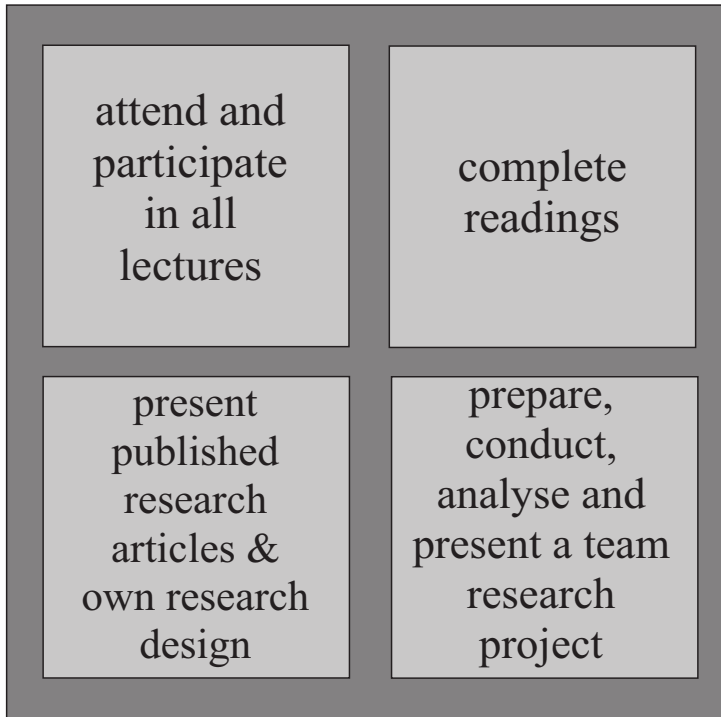 attend and
participate
in all
lectures
complete
readings
present
published
research
articles &
own research
design
prepare,
conduct,
analyse and
present a team
research
project